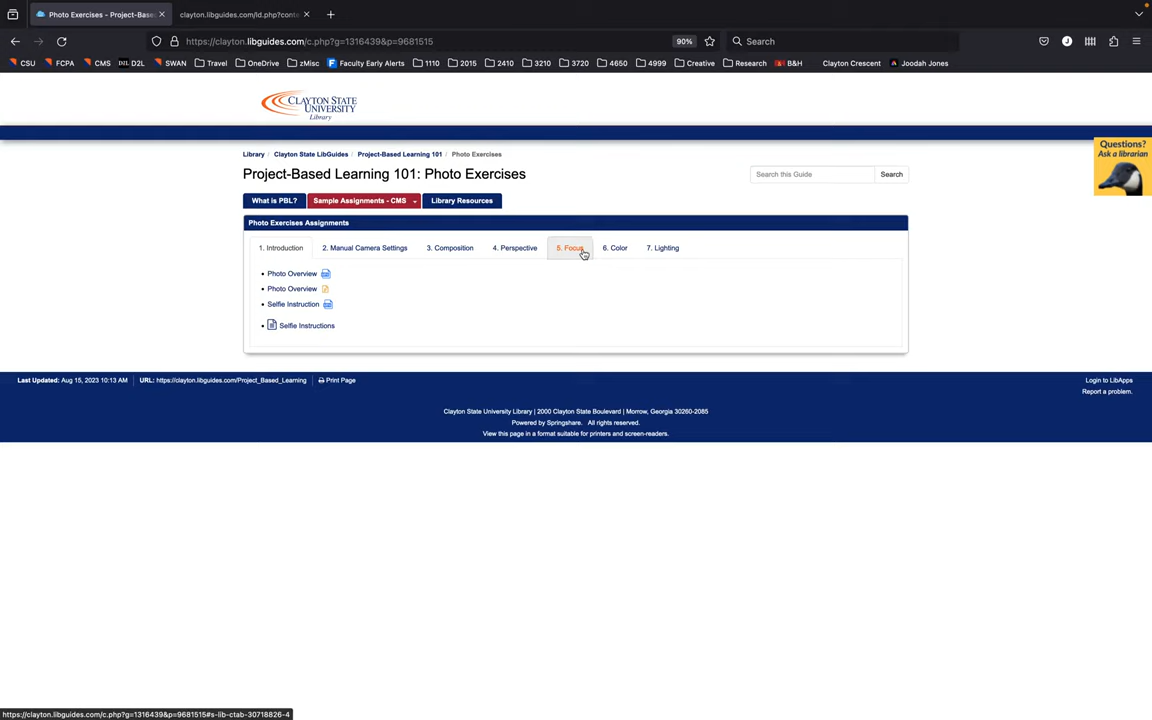 Photo Exercises - Project-Base
clayton.libguides.com/ld.php?cont
https://clayton.libguides.com/c.php?g=1316439&p=9681515
90%
Search
CSU FCPA CMS D2L D2L SWAN Travel OneDrive zMisc F Faculty Early Alerts 1110 2015 2410 3210 3720 4650 4999 Creative Research B&H Clayton Crescent Joodah Jones
CLAYTON STATE
UNIVERSITY
Library
Questions?
Ask a librarian
Library / Clayton State LibGuides / Project-Based Learning 101 / Photo Exercises
Project-Based Learning 101: Photo Exercises
Search this Guide Search
What is PBL? Sample Assignments - CMS Library Resources
Photo Exercises Assignments
1. Introduction 2. Manual Camera Settings 3. Composition 4. Perspective 5. Focus 6. Color 7. Lighting
• Photo Overview
• Photo Overview
• Selfie Instruction
• Selfie Instructions
Last Updated: Aug 15, 2023 10:13 AM URL: https://clayton.libguides.com/Project_Based_Learning Print Page
Login to LibApps
Report a problem.
Clayton State University Library | 2000 Clayton State Boulevard | Morrow, Georgia 30260-2085
Powered by Springshare. All rights reserved.
View this page in a format suitable for printers and screen-readers.
https://clayton.libguides.com/c.php?g=1316439&p=9681515#s-lib-ctab-30718826-4